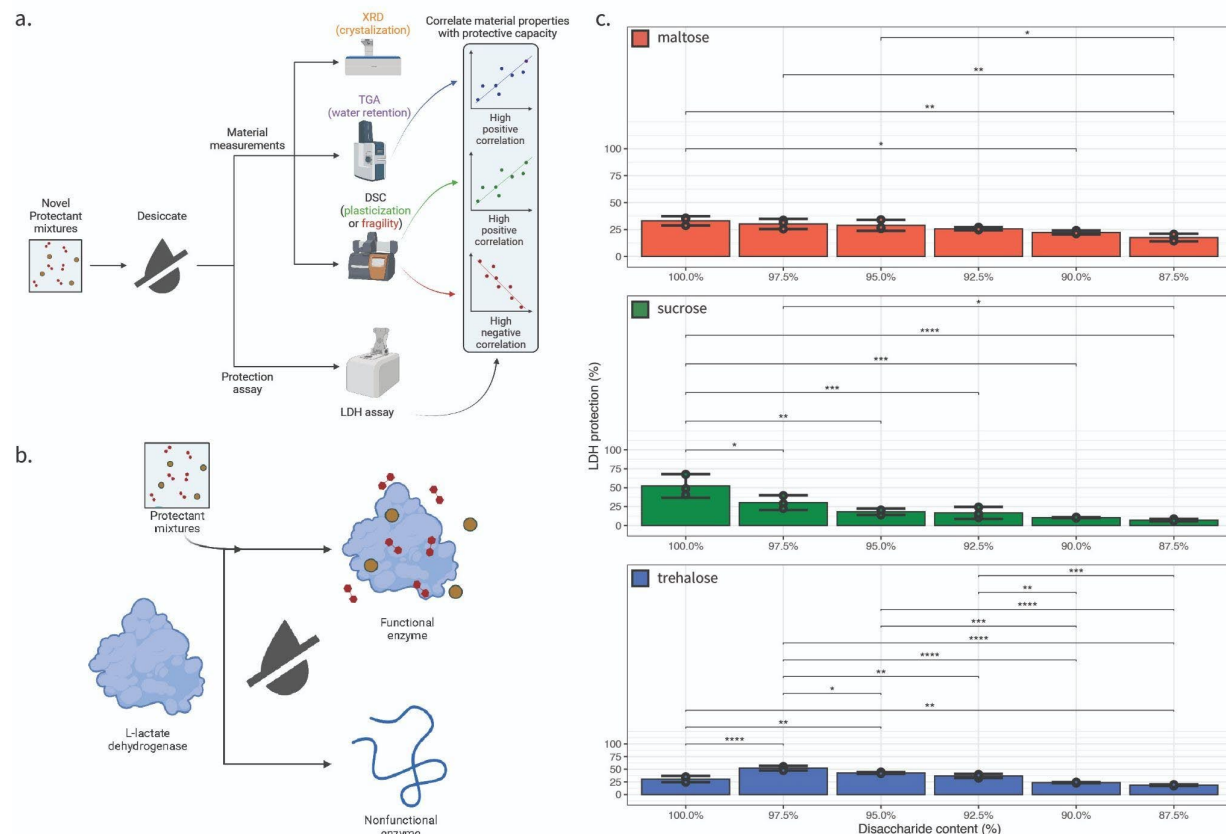 a.
XRD
(crystalization)
TGA
(water retention)
Material
measurements
DSC
(plasticization
or fragility)
Novel
Protectant
mixtures
Desiccate
Protection
assay
LDH assay
Correlate material properties
with protective capacity
High
positive
correlation
High
positive
correlation
High
negative
correlation
b.
Protectant
mixtures
L-lactate
dehydrogenase
Functional
enzyme
Nonfunctional
enzyme
c.
LDH protection (%)
maltose
*
**
**
*
100
75
50
25
0
100.0% 97.5% 95.0% 92.5% 90.0% 87.5%
sucrose
*
****
***
***
**
*
100
75
50
25
0
100.0% 97.5% 95.0% 92.5% 90.0% 87.5%
trehalose
***
**
****
***
****
****
**
*
**
**
****
100
75
50
25
0
100.0% 97.5% 95.0% 92.5% 90.0% 87.5%
Disaccharide content (%)